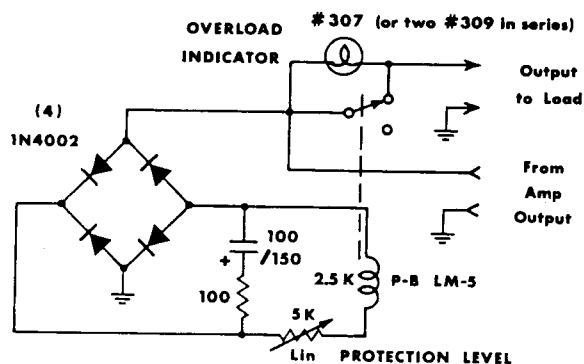 #307 (or two #309 in series)
OVERLOAD
INDICATOR
Output
to Load
(4)
1N4002
From
Amp
Output
100
/150
+
2.5 K
P-B LM-5
100
5 K
Lin
PROTECTION LEVEL